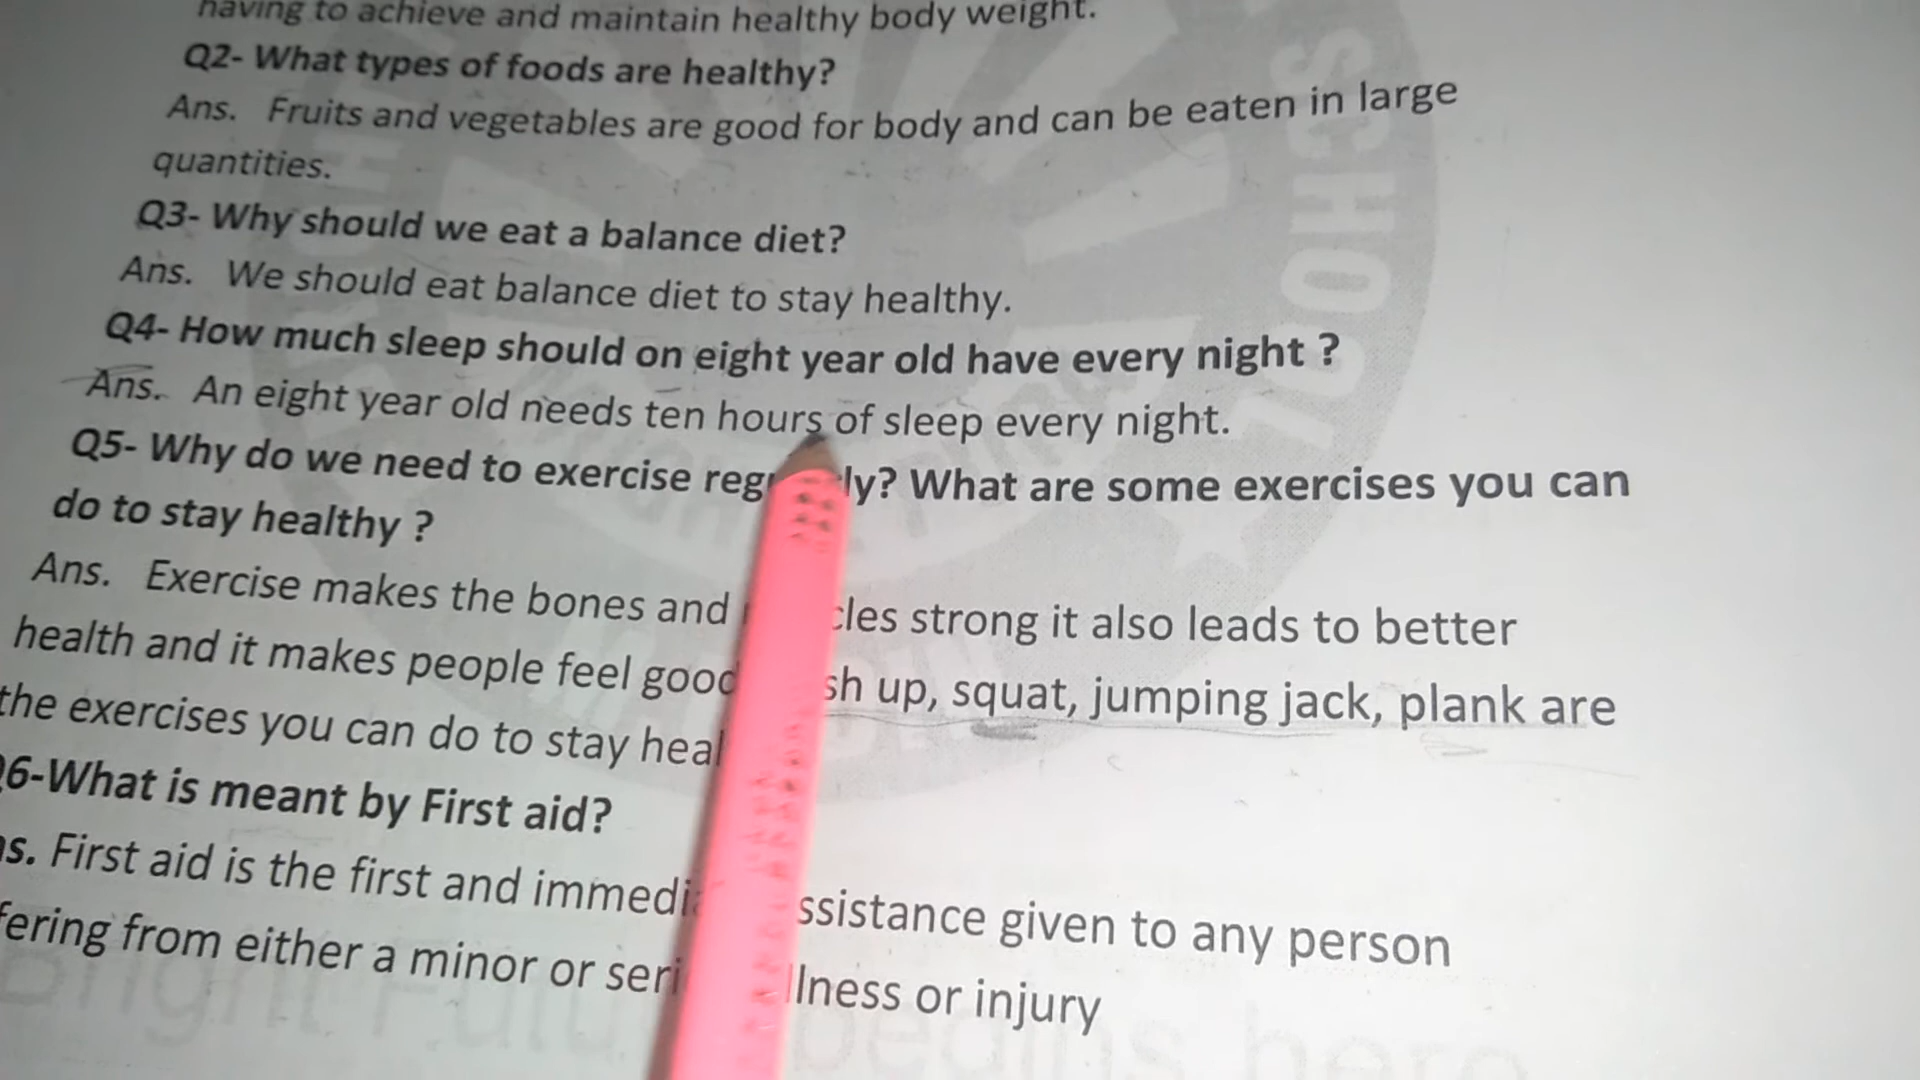 having to achieve and maintain healthy body weight.
Q2- What types of foods are healthy?
Ans. Fruits and vegetables are good for body and can be eaten in large
quantities.
Q3- Why should we eat a balance diet?
Ans. We should eat balance diet to stay healthy.
Q4- How much sleep should on eight year old have every night ?
Ans. An eight year old needs ten hours of sleep every night.
Q5- Why do we need to exercise ly? What are some exercises you can
do to stay healthy ?
Ans. Exercise makes the bones and strong it also leads to better
health and it makes people feel good up, squat, jumping jack, plank are
the exercises you can do to stay
6-What is meant by First aid?
s. First aid is the first and given to any person
fering from either a minor or or injury
SCHOOL
Bright begins here